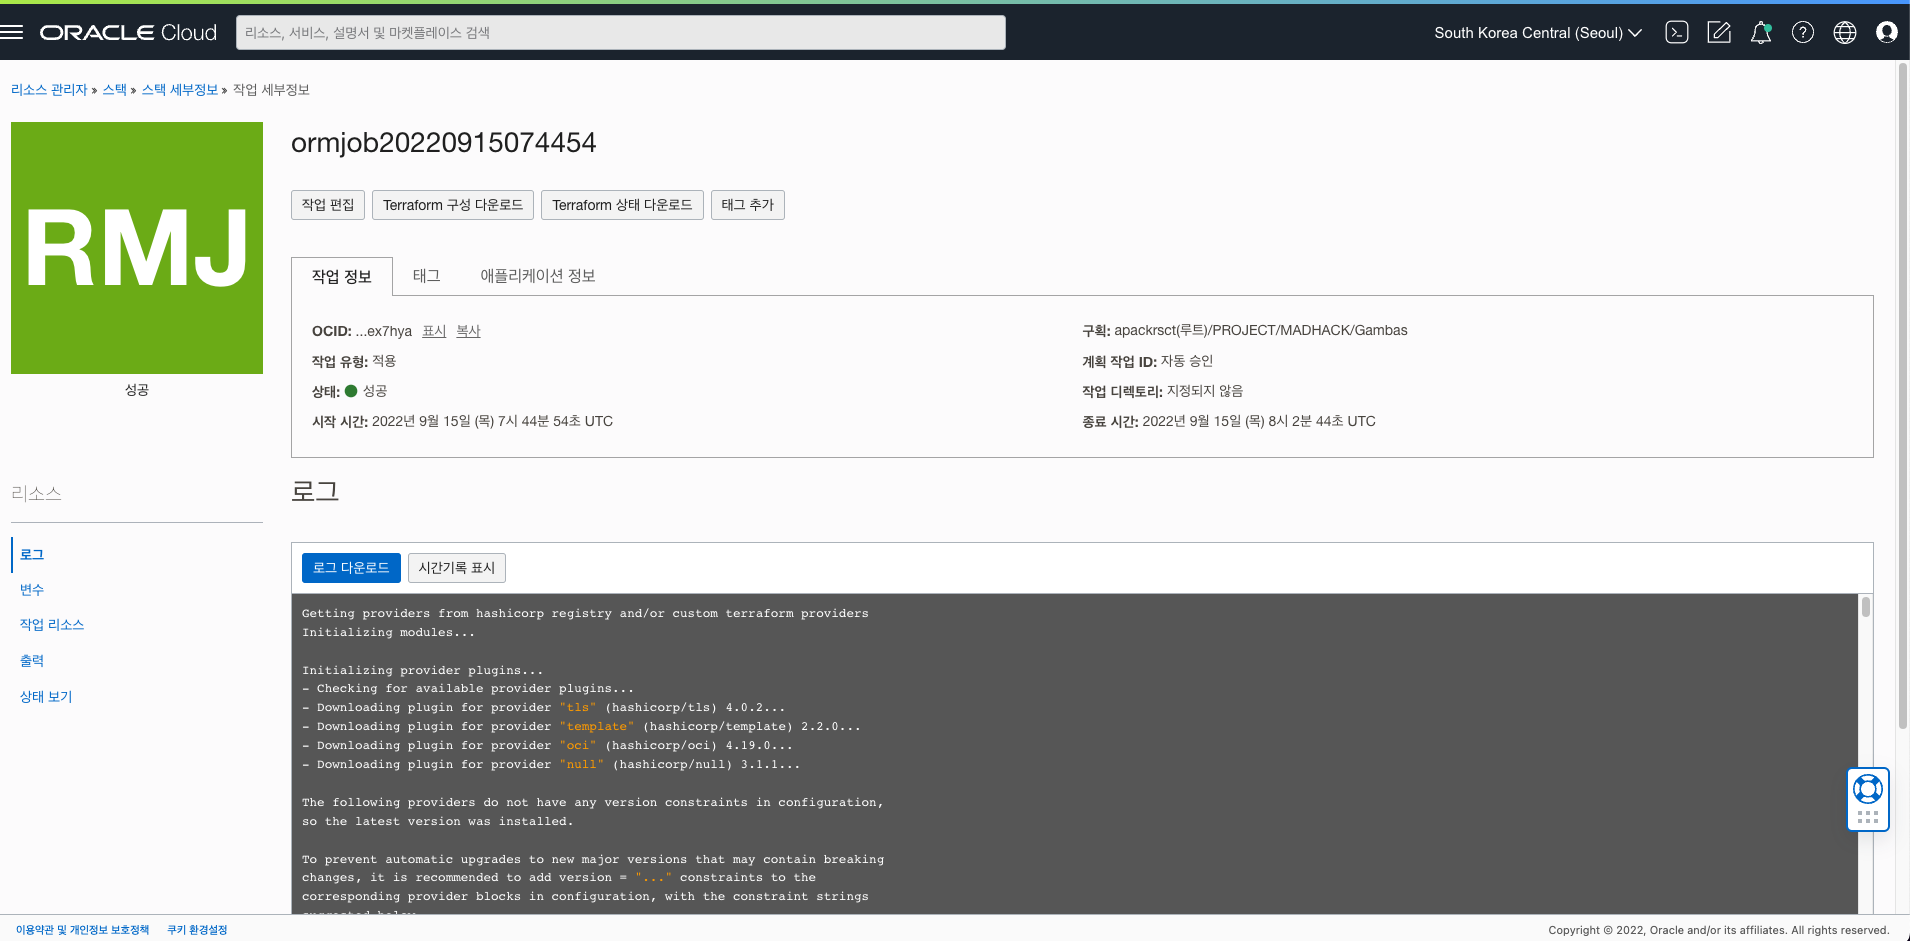 ORACLE Cloud
리소스, 서비스, 설명서 및 마켓플레이스 검색
South Korea Central (Seoul)
리소스 관리자 » 스택 » 스택 세부정보 » 작업 세부정보
RMJ
성공
ormjob20220915074454
작업 편집 Terraform 구성 다운로드 Terraform 상태 다운로드 태그 추가
작업 정보 태그 애플리케이션 정보
OCID: ...ex7hya 표시 복사
작업 유형: 적용
상태: 성공
시작 시간: 2022년 9월 15일 (목) 7시 44분 54초 UTC
구획: apackrsct(루트)/PROJECT/MADHACK/Gambas
계획 작업 ID: 자동 승인
작업 디렉토리: 지정되지 않음
종료 시간: 2022년 9월 15일 (목) 8시 2분 44초 UTC
리소스
로그
변수
작업 리소스
출력
상태 보기
로그
로그 다운로드 시간기록 표시
Getting providers from hashicorp registry and/or custom terraform providers
Initializing modules...
Initializing provider plugins...
- Checking for available provider plugins...
- Downloading plugin for provider "tls" (hashicorp/tls) 4.0.2...
- Downloading plugin for provider "template" (hashicorp/template) 2.2.0...
- Downloading plugin for provider "oci" (hashicorp/oci) 4.19.0...
- Downloading plugin for provider "null" (hashicorp/null) 3.1.1...
The following providers do not have any version constraints in configuration,
so the latest version was installed.
To prevent automatic upgrades to new major versions that may contain breaking
changes, it is recommended to add version = "..." constraints to the
corresponding provider blocks in configuration, with the constraint strings
이용약관 및 개인정보 보호정책 쿠키 환경설정
Copyright © 2022, Oracle and/or its affiliates. All rights reserved.